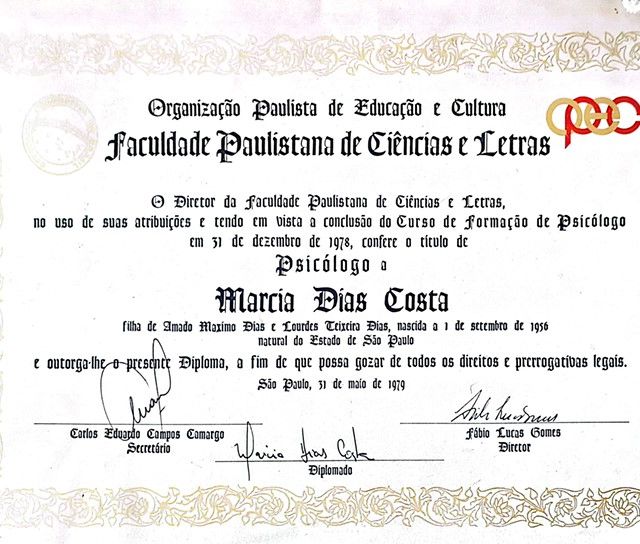 Organização Paulista de Educação e Cultura
opec
Faculdade Paulistana de Ciências e Letras
O Diretor da Faculdade Paulistana de Ciências e Letras,
no uso de suas atribuições e tendo em vista a conclusão do Curso de Formação de Psicólogo
em 31 de dezembro de 1978, confere o título de
Psicólogo a
Marcia Dias Costa
filha de Amado Maximo Dias e Lourdes Teixeira Dias, nascida a 1 de setembro de 1956
natural do Estado de São Paulo
e outorga-lhe o presente Diploma, a fim de que possa gozar de todos os direitos e prerrogativas legais.
São Paulo, 31 de maio de 1979
Carlos Eduardo Campos Camargo
Secretário
Fábio Lucas Gomes
Diretor
Marcia Dias Costa
Diplomado